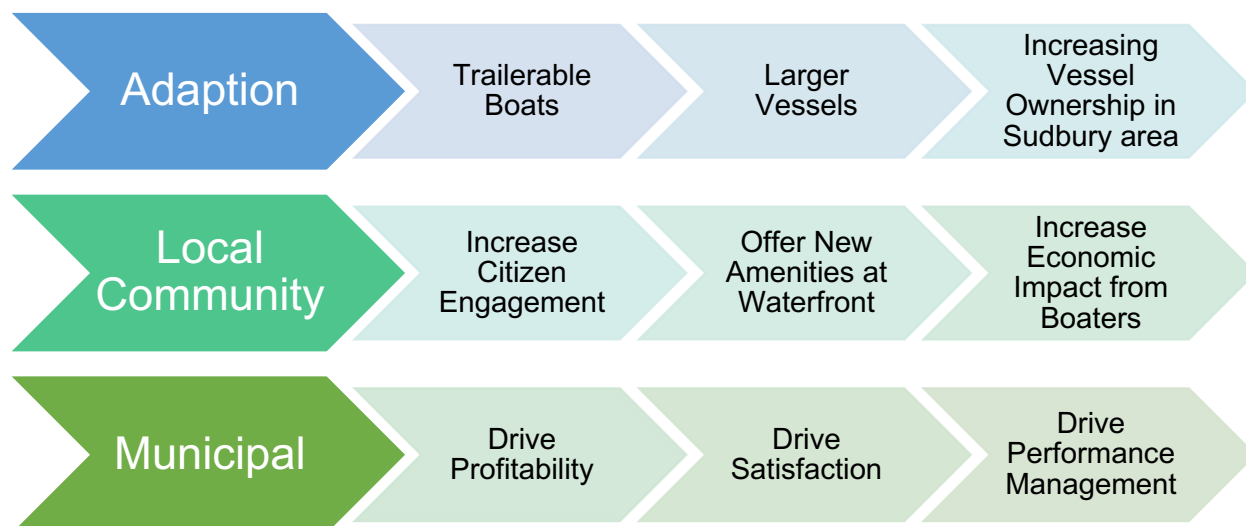 Adaption
Trailerable
Boats
Larger
Vessels
Increasing
Vessel
Ownership in
Sudbury area
Local
Community
Increase
Citizen
Engagement
Offer New
Amenities at
Waterfront
Increase
Economic
Impact from
Boaters
Municipal
Drive
Profitability
Drive
Satisfaction
Drive
Performance
Management